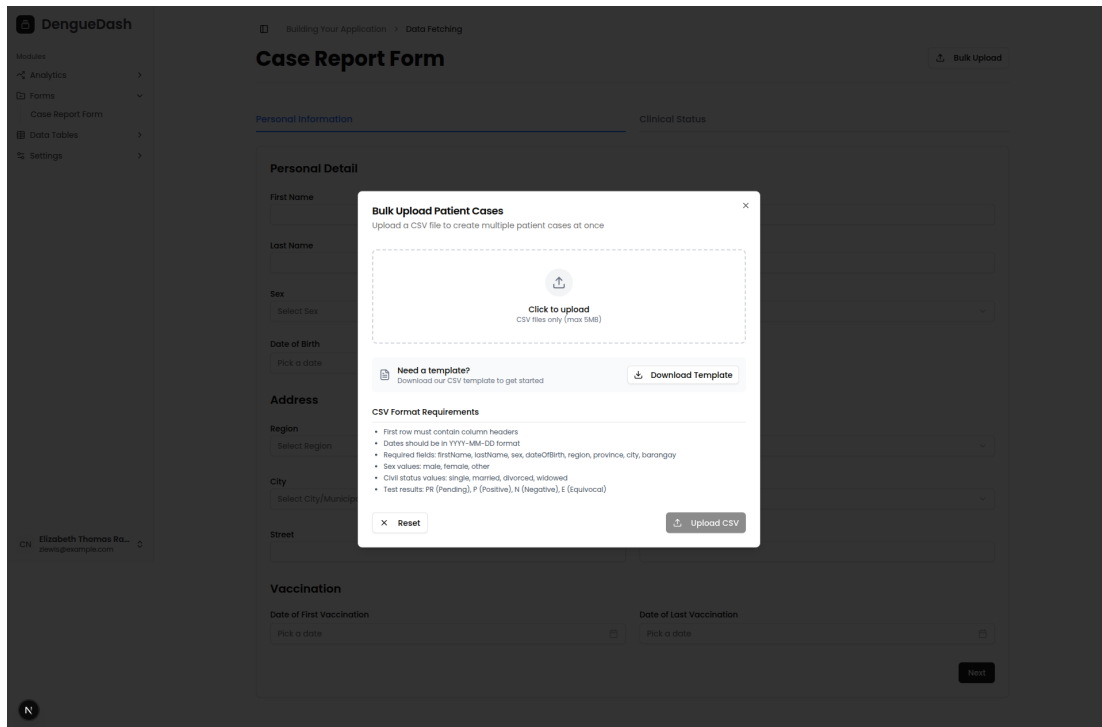 DengueDash
Modules
Analytics
Forms
Case Report Form
Data Tables
Settings
CN
Elizabeth Thomas Ra...
zlewis@example.com
N
Building Your Application > Data Fetching
Case Report Form
Bulk Upload
Personal Information
Clinical Status
Personal Detail
First Name
Last Name
Sex
Select Sex
Date of Birth
Pick a date
Address
Region
Select Region
City
Select City/Municipa
Street
Vaccination
Date of First Vaccination
Date of Last Vaccination
Pick a date
Pick a date
Next
Bulk Upload Patient Cases
Upload a CSV file to create multiple patient cases at once
Click to upload
CSV files only (max 5MB)
Need a template?
Download our CSV template to get started
Download Template
CSV Format Requirements
• First row must contain column headers
• Dates should be in YYYY-MM-DD format
• Required fields: firstName, lastName, sex, dateOfBirth, region, province, city, barangay
• Sex values: male, female, other
• Civil status values: single, married, divorced, widowed
• Test results: PR (Pending), P (Positive), N (Negative), E (Equivocal)
Reset
Upload CSV